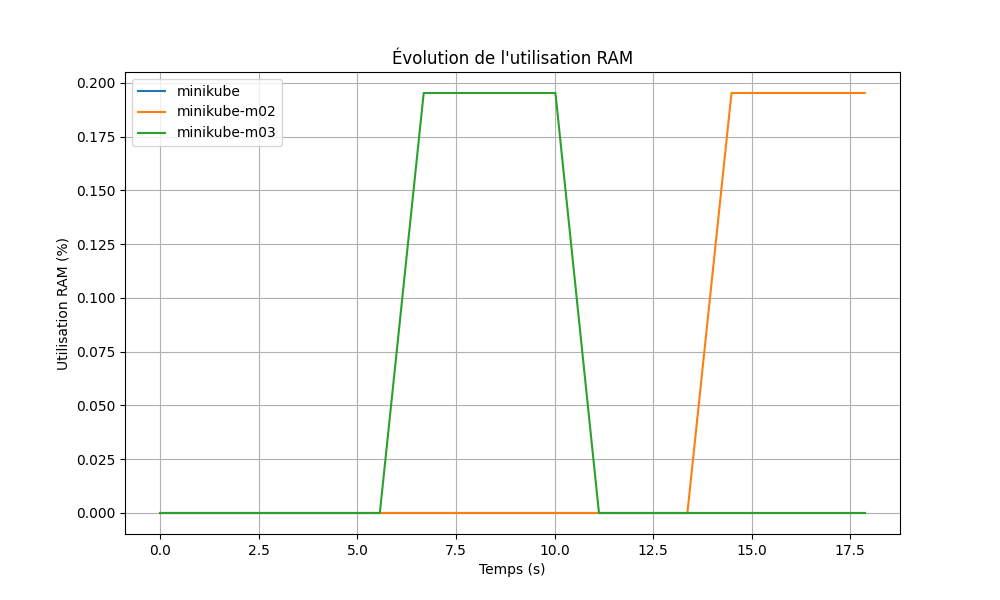 Évolution de l'utilisation RAM
minikube
minikube-m02
minikube-m03
Utilisation RAM (%)
0.200
0.175
0.150
0.125
0.100
0.075
0.050
0.025
0.000
0.0 2.5 5.0 7.5 10.0 12.5 15.0 17.5
Temps (s)